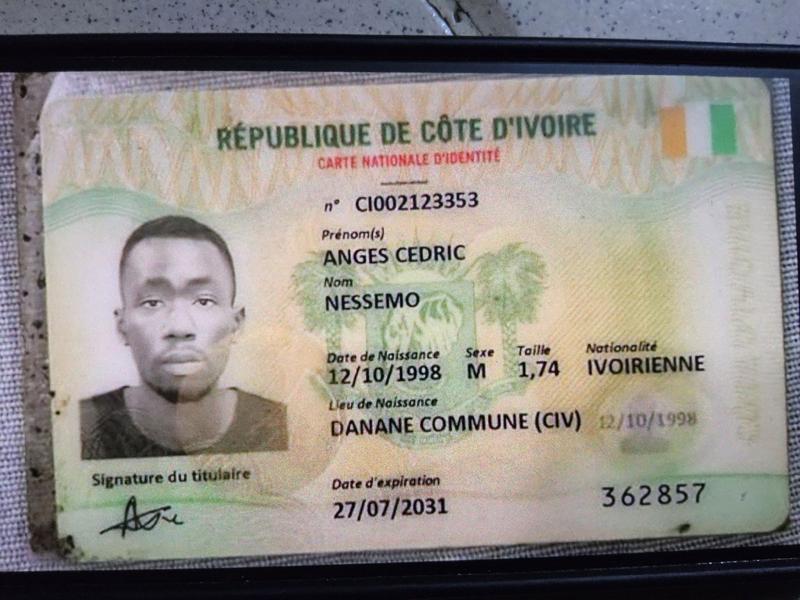 RÉPUBLIQUE DE CÔTE D'IVOIRE
CARTE NATIONALE D'IDENTITÉ
n° CI002123353
Prénom(s)
ANGES CEDRIC
Nom
NESSEMO
Date de Naissance Sexe Taille Nationalité
12/10/1998 M 1,74 IVOIRIENNE
Lieu de Naissance
DANANE COMMUNE (CIV) 12/10/1998
Signature du titulaire
Date d'expiration
27/07/2031
362857